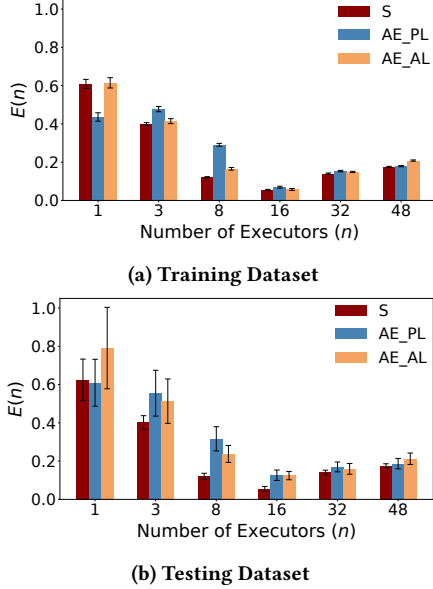 1.0
0.8
0.6
0.4
0.2
0.0
E(n)
S
AE_PL
AE_AL
1 3 8 16 32 48
Number of Executors (n)
(a) Training Dataset
1.0
0.8
0.6
0.4
0.2
0.0
E(n)
S
AE_PL
AE_AL
1 3 8 16 32 48
Number of Executors (n)
(b) Testing Dataset